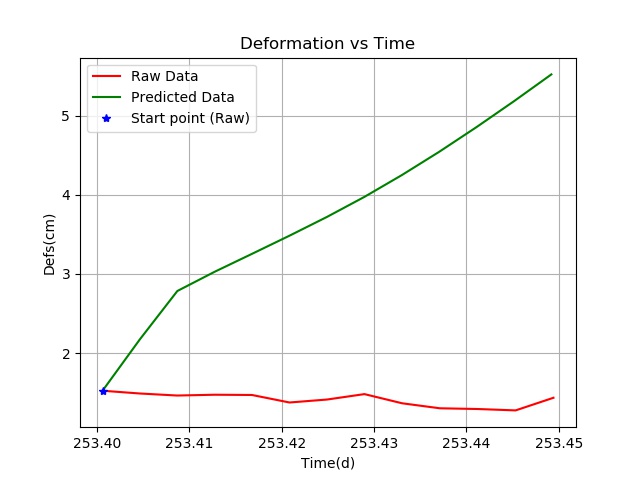 Deformation vs Time
Raw Data
Predicted Data
Start point (Raw)
5
4
3
2
Defs(cm)
253.40 253.41 253.42 253.43 253.44 253.45
Time(d)